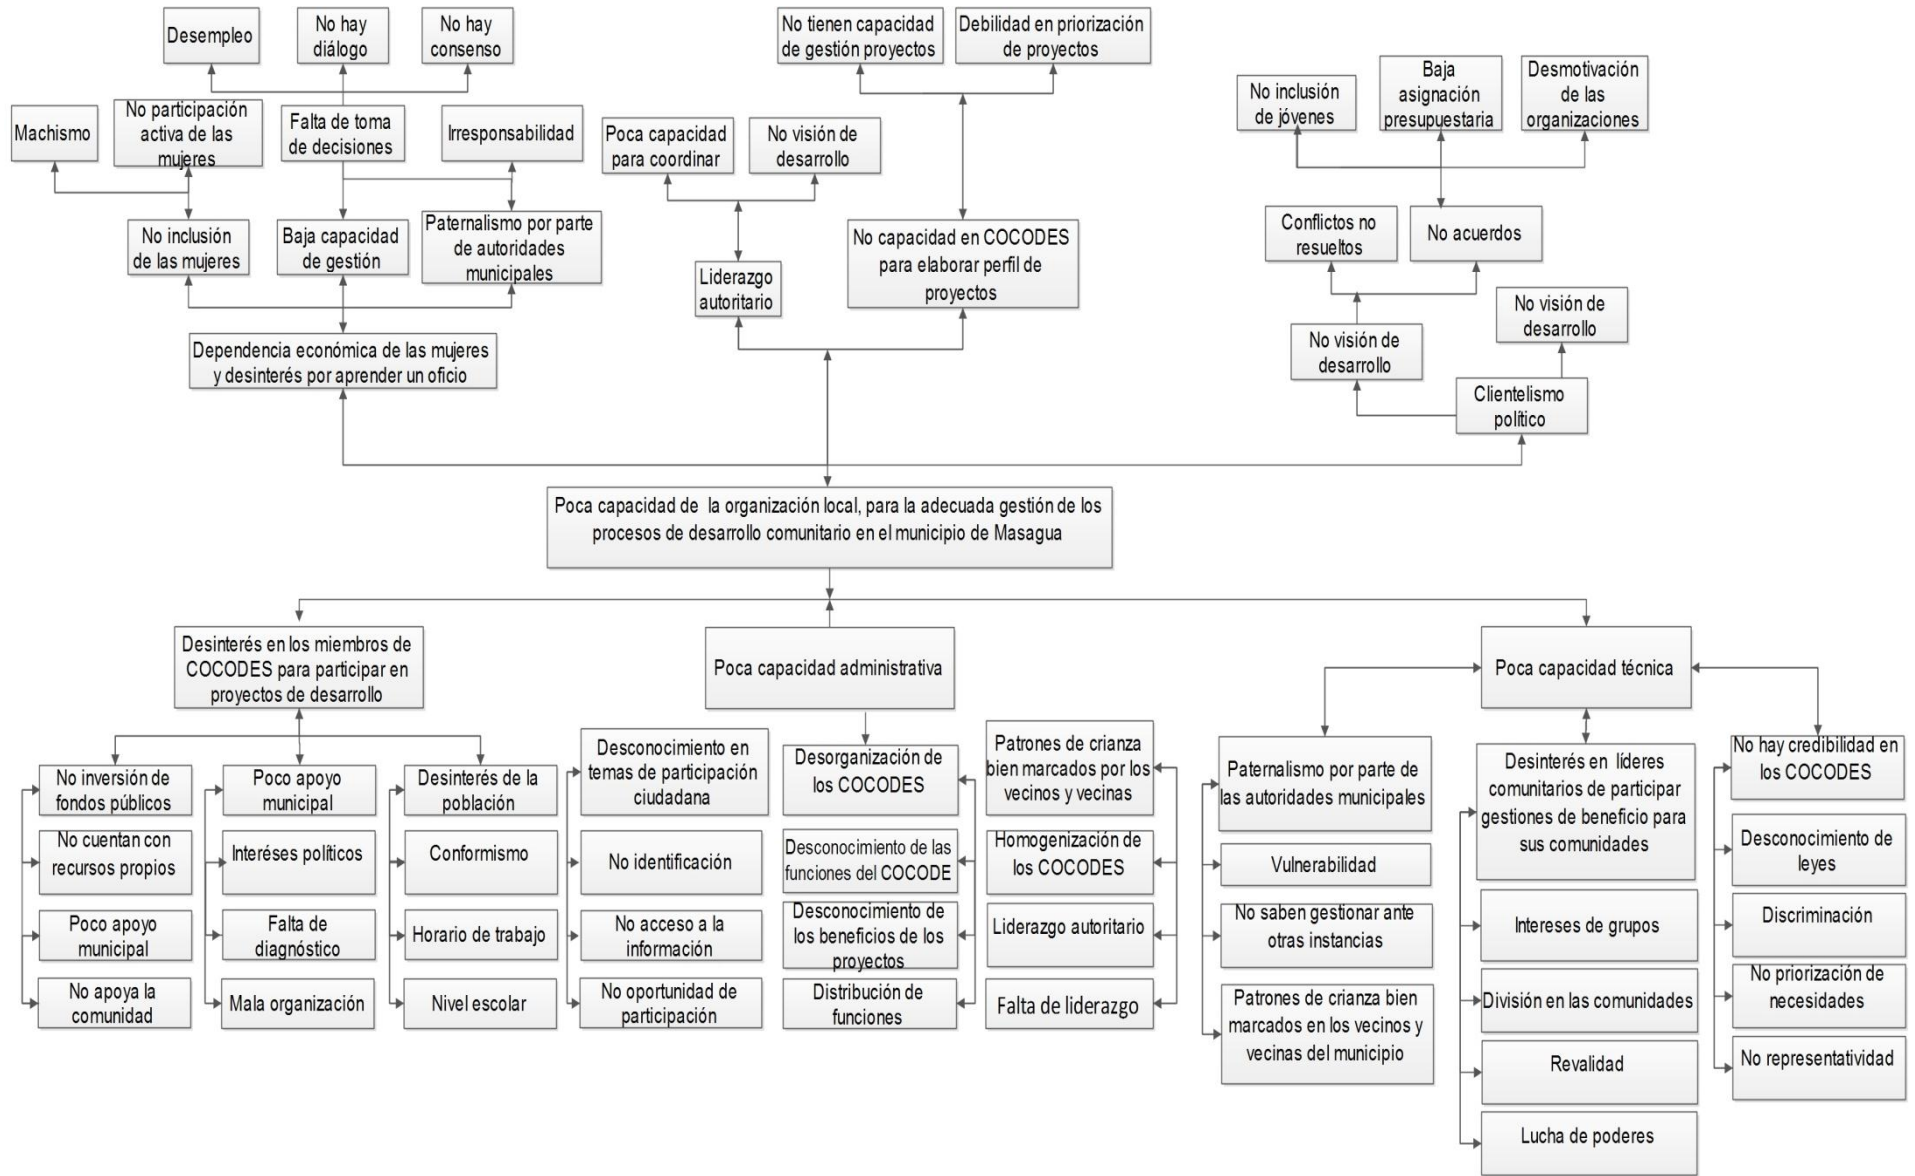 Desempleo
No hay
diálogo
No hay
consenso
No tienen capacidad
de gestión proyectos
Debilidad en priorización
de proyectos
Machismo
No participación
activa de las
mujeres
Falta de toma
de decisiones
Irresponsabilidad
Poca capacidad
para coordinar
No visión de
desarrollo
No inclusión
de jóvenes
Baja
asignación
presupuestaria
Desmotivación
de las
organizaciones
No inclusión
de las mujeres
Baja capacidad
de gestión
Paternalismo por parte
de autoridades
municipales
Liderazgo
autoritario
No capacidad en COCODES
para elaborar perfil de
proyectos
Conflictos no
resueltos
No acuerdos
Dependencia económica de las mujeres
y desinterés por aprender un oficio
No visión de
desarrollo
No visión de
desarrollo
Clientelismo
político
Poca capacidad de  la organización local, para la adecuada gestión de los
procesos de desarrollo comunitario en el municipio de Masagua
Desinterés en los miembros de
COCODES para participar en
proyectos de desarrollo
Poca capacidad administrativa
Poca capacidad técnica
No inversión de
fondos públicos
No cuentan con
recursos propios
Poco apoyo
municipal
No apoya la
comunidad
Poco apoyo
municipal
Interéses políticos
Falta de
diagnóstico
Mala organización
Desinterés de la
población
Conformismo
Horario de trabajo
Nivel escolar
Desconocimiento en
temas de participación
ciudadana
No identificación
No acceso a la
información
No oportunidad de
participación
Desorganización de
los COCODES
Desconocimiento de las
funciones del COCODE
Desconocimiento de
los beneficios de los
proyectos
Distribución de
funciones
Patrones de crianza
bien marcados por los
vecinos y vecinas
Homogenización de
los COCODES
Liderazgo autoritario
Falta de liderazgo
Paternalismo por parte de
las autoridades municipales
Vulnerabilidad
No saben gestionar ante
otras instancias
Patrones de crianza bien
marcados en los vecinos y
vecinas del municipio
Desinterés en  líderes
comunitarios de participar
gestiones de beneficio para
sus comunidades
Intereses de grupos
División en las comunidades
Revalidad
Lucha de poderes
No hay credibilidad en
los COCODES
Desconocimiento de
leyes
Discriminación
No priorización de
necesidades
No representatividad